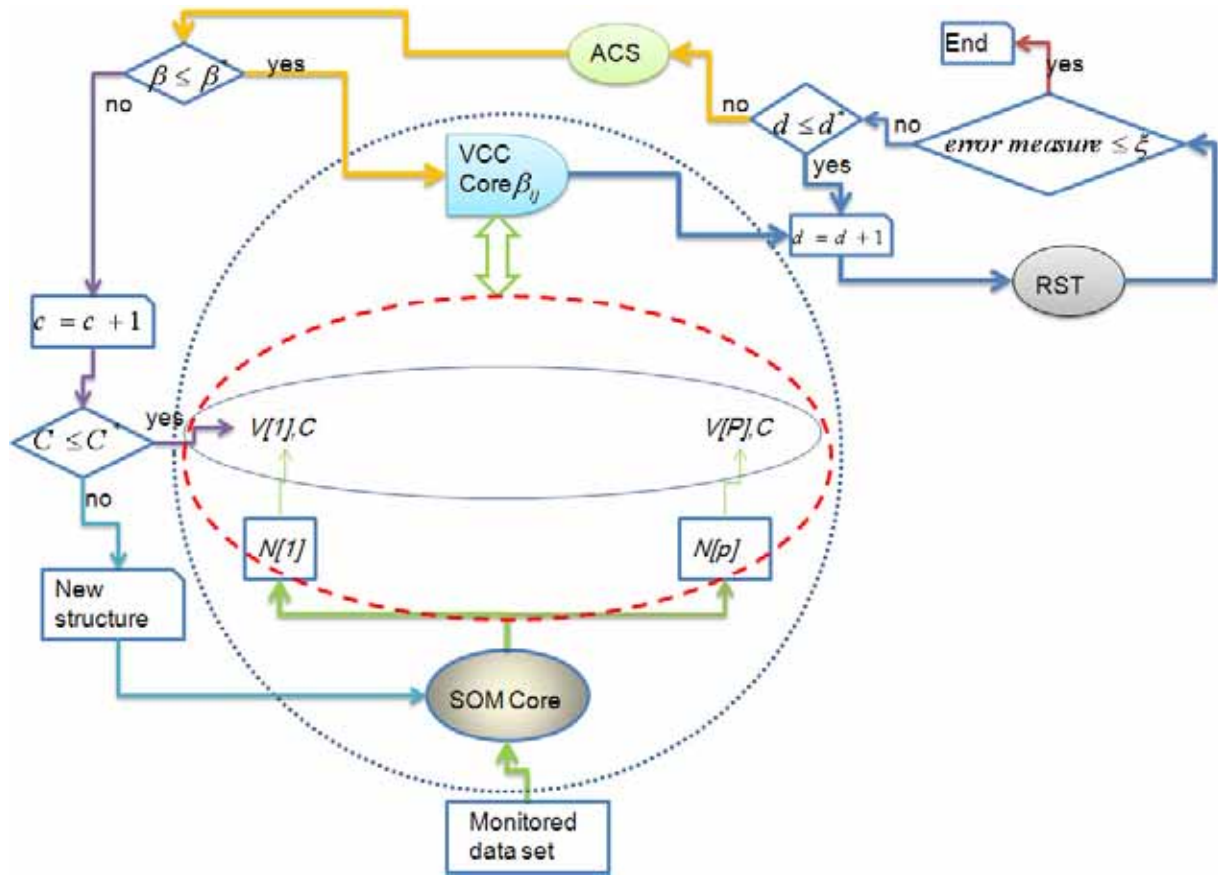 ACS
End
yes
β ≤ β*
yes
no
no
d ≤ d*
no
error measure ≤ ξ
yes
VCC
Core β_ij
d = d + 1
RST
c = c + 1
C ≤ C*
yes
V[1],C
V[P],C
no
N[1]
N[p]
New
structure
SOM Core
Monitored
data set